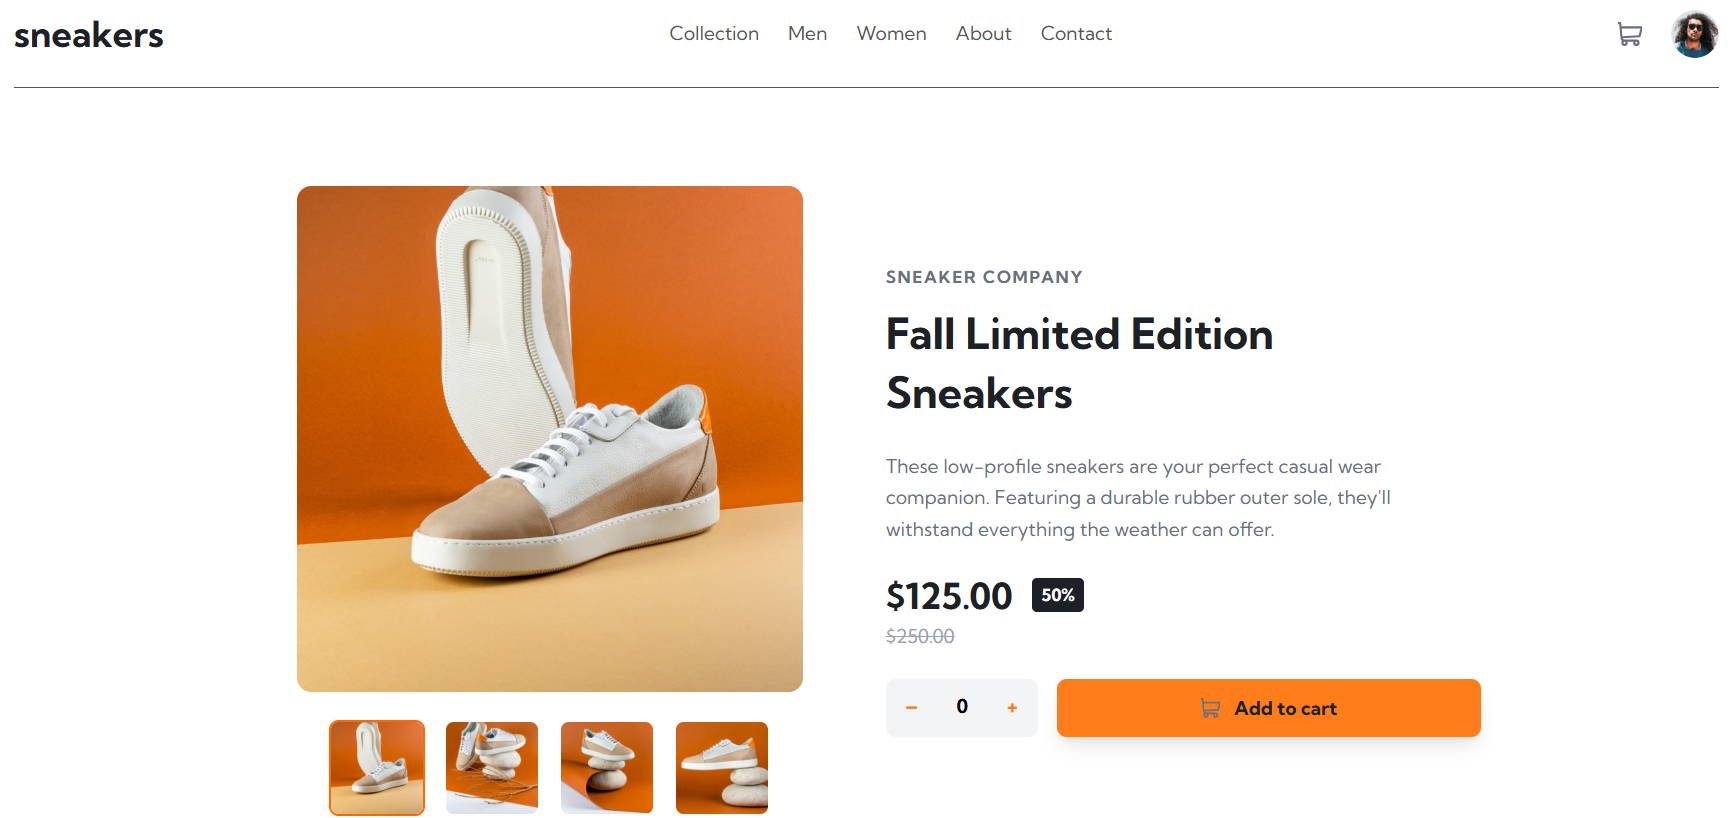 sneakers
Collection Men Women About Contact
SNEAKER COMPANY
Fall Limited Edition
Sneakers
These low-profile sneakers are your perfect casual wear
companion. Featuring a durable rubber outer sole, they'll
withstand everything the weather can offer.
$125.00 50%
$250.00
− 0 + Add to cart